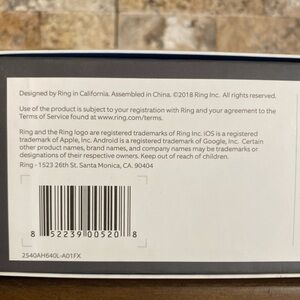 Designed by Ring in California. Assembled in China. ©2018 Ring Inc. All rights reserved.
Use of the product is subject to your registration with Ring and your agreement to the
Terms of Service found at www.ring.com/terms.
Ring and the Ring logo are registered trademarks of Ring Inc. iOS is a registered
trademark of Apple, Inc. Android is a registered trademark of Google, Inc. Certain
other product names, brand names, and company names may be trademarks or
designations of their respective owners. Keep out of reach of children.
Ring - 1523 26th St. Santa Monica, CA. 90404
8 52239 00520 8
2540AH640L-A01FX